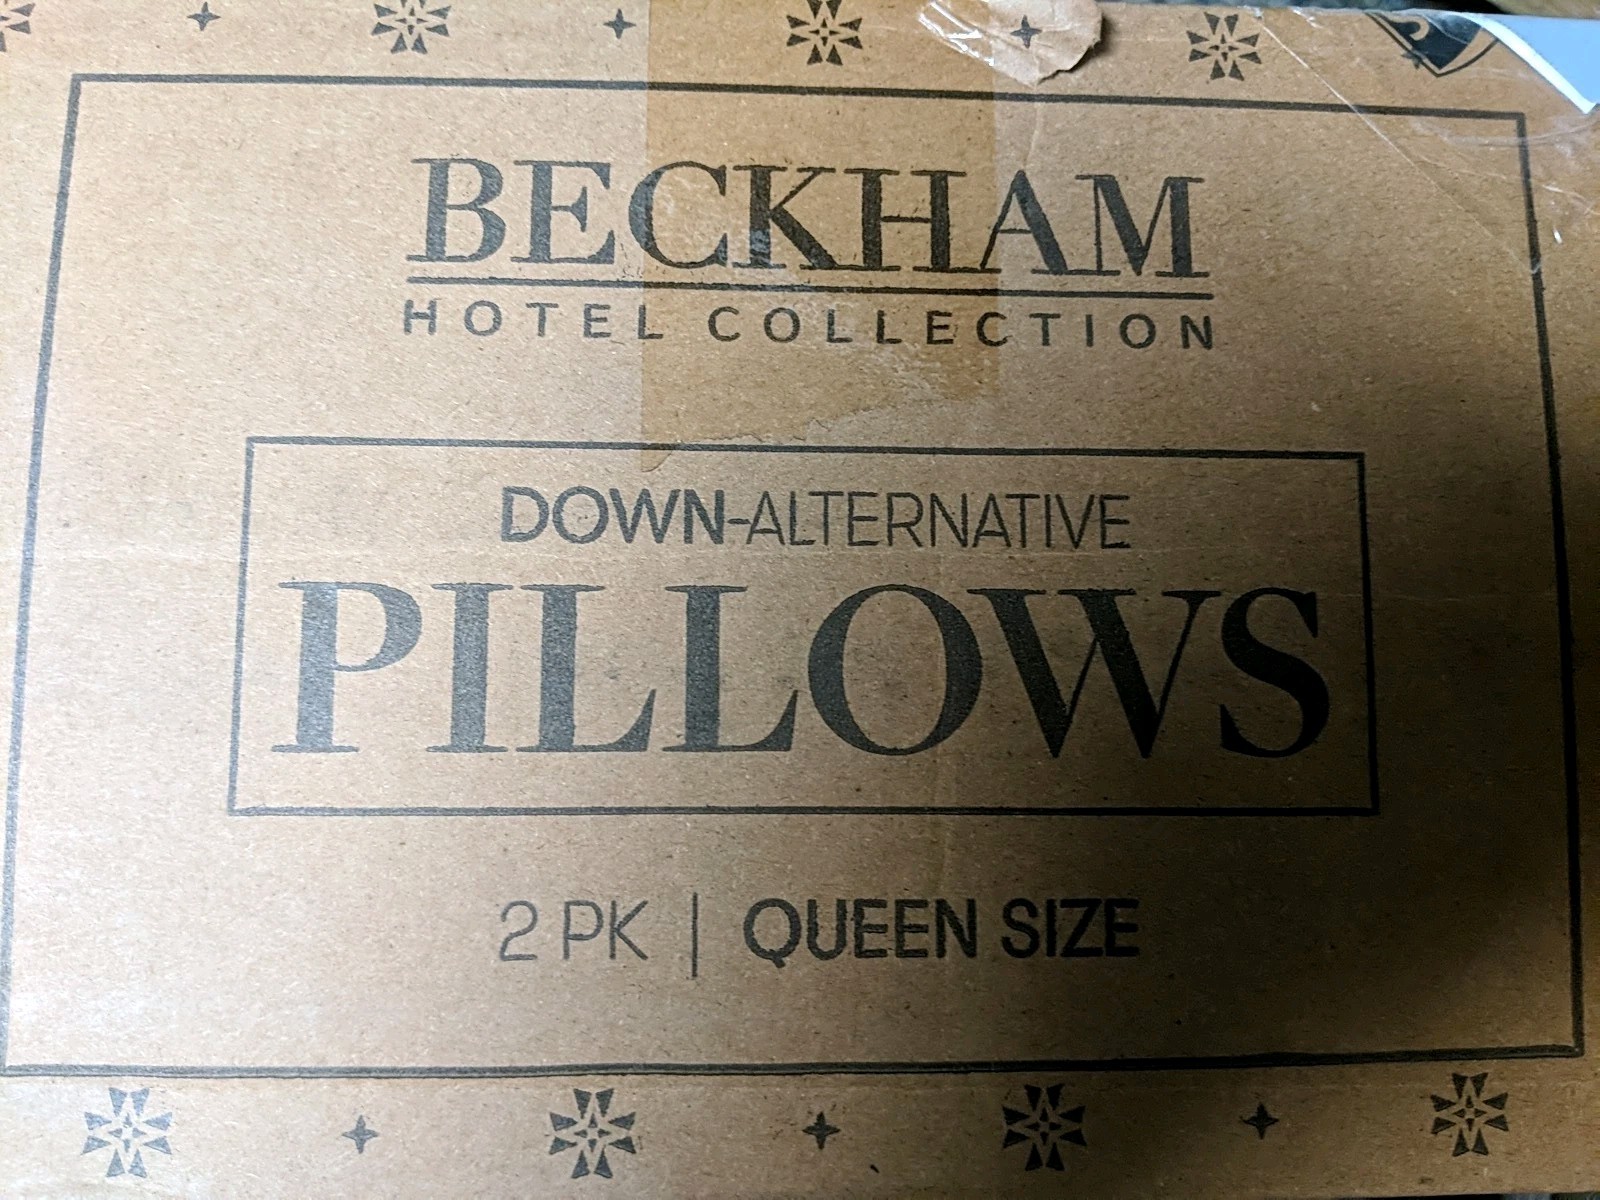 BECKHAM
HOTEL COLLECTION
DOWN-ALTERNATIVE
PILLOWS
2 PK | QUEEN SIZE